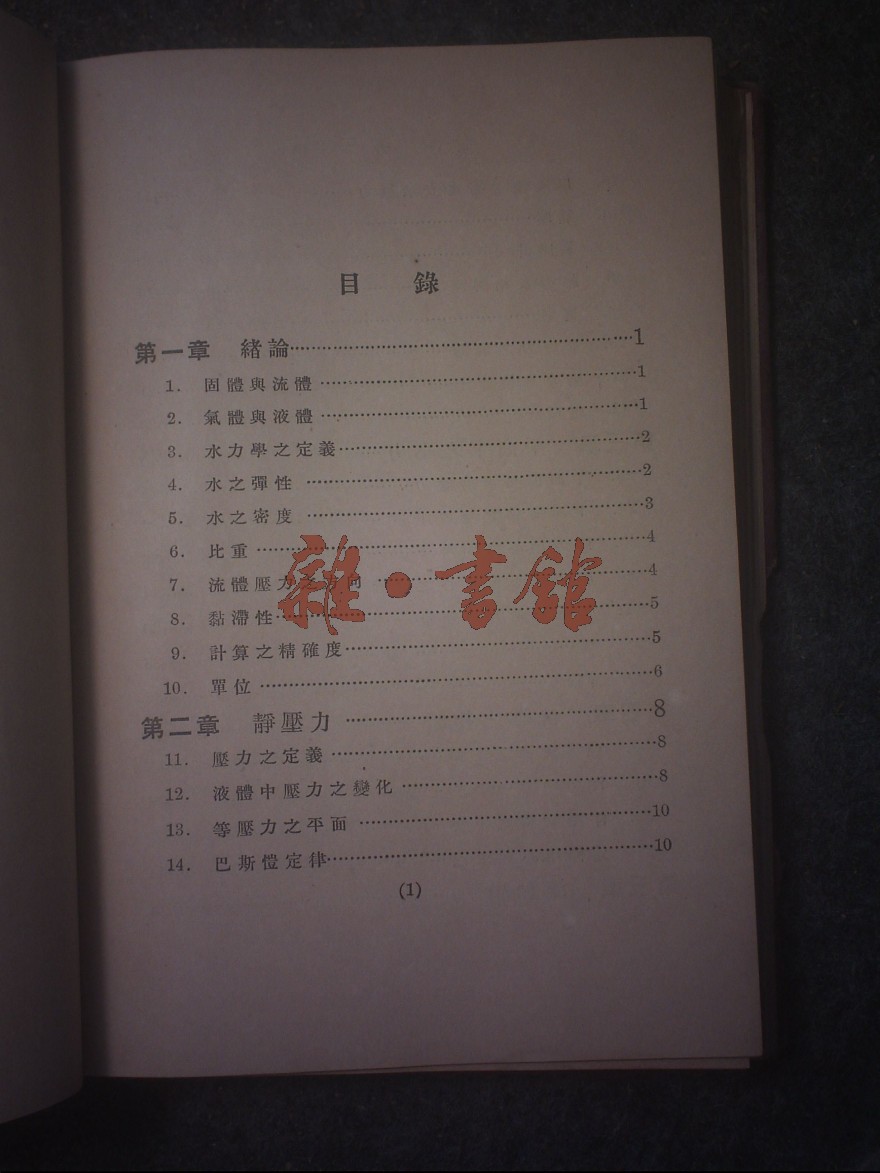 目 錄
第一章 緒論……1
1. 固體與流體……1
2. 氣體與液體……1
3. 水力學之定義……2
4. 水之彈性……2
5. 水之密度……3
6. 比重……4
7. 流體壓力之方向……4
8. 黏滯性……5
9. 計算之精確度……5
10. 單位……6
雜·書館
第二章 靜壓力……8
11. 壓力之定義……8
12. 液體中壓力之變化……8
13. 等壓力之平面……10
14. 巴斯愷定律……10
(1)